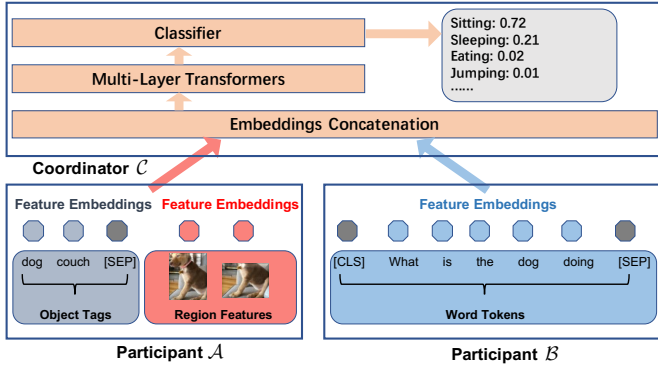 Classifier
Sitting: 0.72
Sleeping: 0.21
Eating: 0.02
Jumping: 0.01
......
Multi-Layer Transformers
Embeddings Concatenation
Coordinator C
Feature Embeddings
Feature Embeddings
dog couch [SEP]
Object Tags
Region Features
Participant A
Feature Embeddings
[CLS] What is the dog doing [SEP]
Word Tokens
Participant B